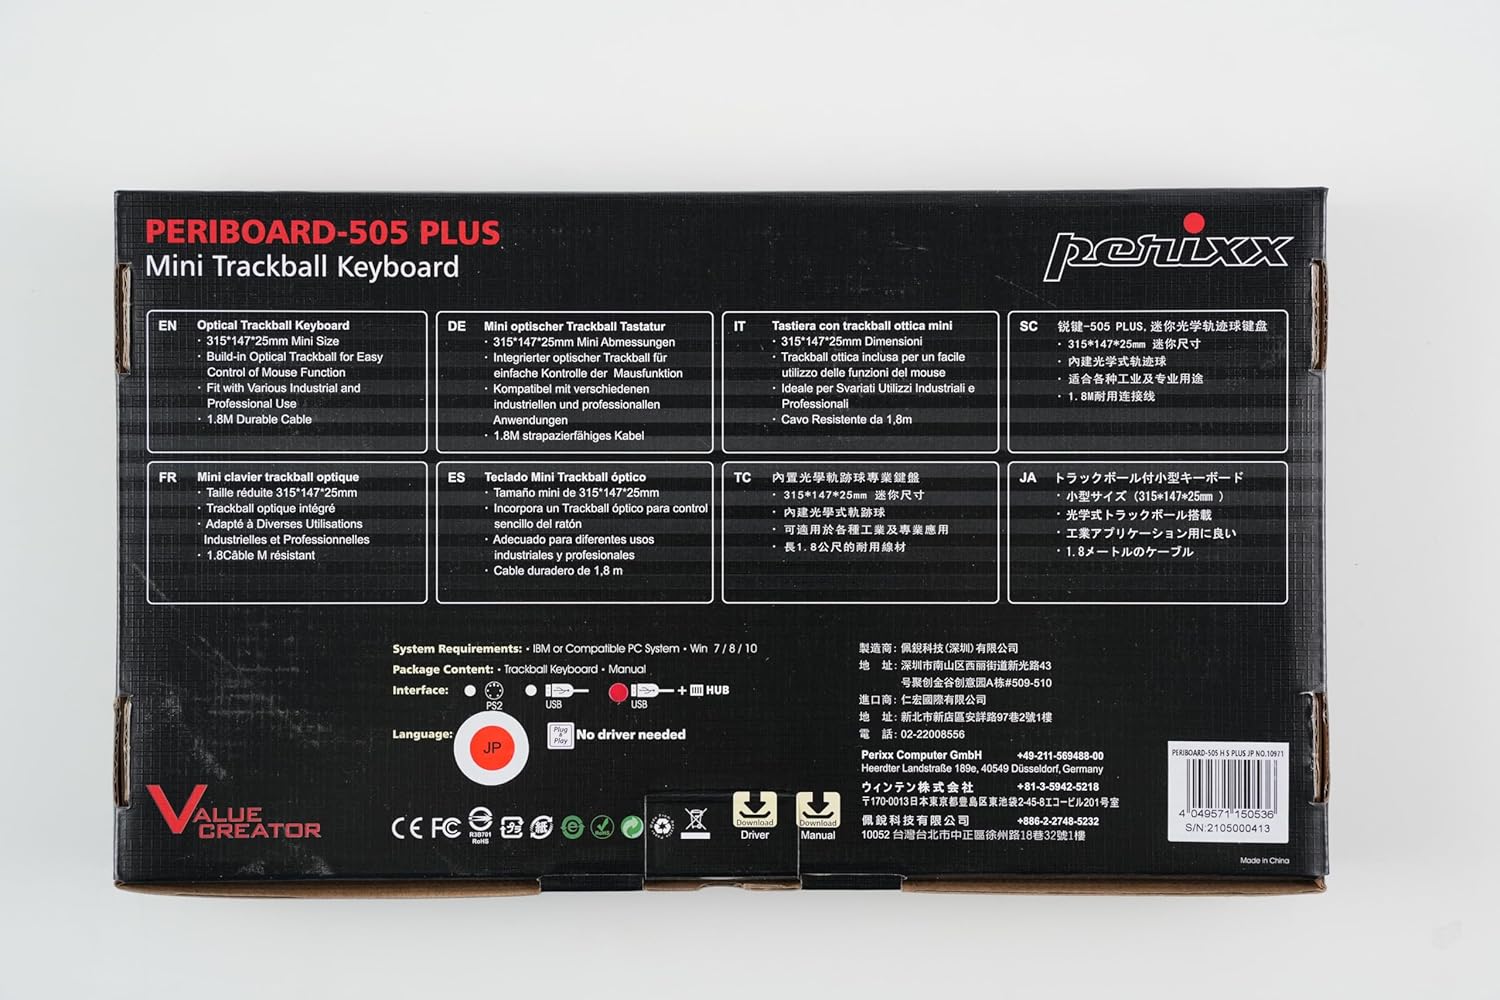 PERIBOARD-505 PLUS
Mini Trackball Keyboard
perixx
EN Optical Trackball Keyboard
· 315*147*25mm Mini Size
· Build-in Optical Trackball for Easy
Control of Mouse Function
· Fit with Various Industrial and
Professional Use
· 1.8M Durable Cable
DE Mini optischer Trackball Tastatur
· 315*147*25mm Mini Abmessungen
· Integrierter optischer Trackball für
einfache Kontrolle der Mausfunktion
· Kompatibel mit verschiedenen
industriellen und professionallen
Anwendungen
· 1.8M strapazierfähiges Kabel
IT Tastiera con trackball ottica mini
· 315*147*25mm Dimensioni
· Trackball ottica inclusa per un facile
utilizzo delle funzioni del mouse
· Ideale per Svariati Utilizzi Industriali e
Professionali
· Cavo Resistente da 1,8m
SC 锐键-505 PLUS,迷你光学轨迹球键盘
· 315*147*25mm 迷你尺寸
· 內建光学式轨迹球
· 适合各种工业及专业用途
· 1.8M耐用连接线
FR Mini clavier trackball optique
· Taille réduite 315*147*25mm
· Trackball optique intégré
· Adapté à Diverses Utilisations
Industrielles et Professionnelles
· 1.8Câble M résistant
ES Teclado Mini Trackball óptico
· Tamaño mini de 315*147*25mm
· Incorpora un Trackball óptico para control
sencillo del ratón
· Adecuado para diferentes usos
industriales y profesionales
· Cable duradero de 1,8 m
TC 內置光學軌跡球專業鍵盤
· 315*147*25mm 迷你尺寸
· 內建光學式軌跡球
· 可適用於各種工業及專業應用
· 長1.8公尺的耐用線材
JA トラックボール付小型キーボード
· 小型サイズ（315*147*25mm ）
· 光学式トラックボール搭載
· 工業アプリケーション用に良い
· 1.8メートルのケーブル
System Requirements: · IBM or Compatible PC System · Win 7 / 8 / 10
Package Content: · Trackball Keyboard · Manual
Interface: PS2 USB USB + HUB
Language: JP Plug & Play No driver needed
製造商: 佩銳科技(深圳)有限公司
地 址: 深圳市南山区西丽街道新光路43
号聚创金谷创意园A栋#509-510
進口商: 仁宏國際有限公司
地 址: 新北市新店區安詳路97巷2號1樓
電 話: 02-22008556
Perixx Computer GmbH +49-211-569488-00
Heerdter Landstraße 189e, 40549 Düsseldorf, Germany
ウィンテン株式会社 +81-3-5942-5218
〒170-0013日本東京都豊島区東池袋2-45-8エコービル201号室
佩銳科技有限公司 +886-2-2748-5232
10052 台灣台北市中正區徐州路18巷32號1樓
VALUE CREATOR
CE FC
R3B701
RoHS
RoHS
Download
Driver
Download
Manual
PERIBOARD-505 H S PLUS JP NO.10971
4 049571 150536
S/N:2105000413
Made in China